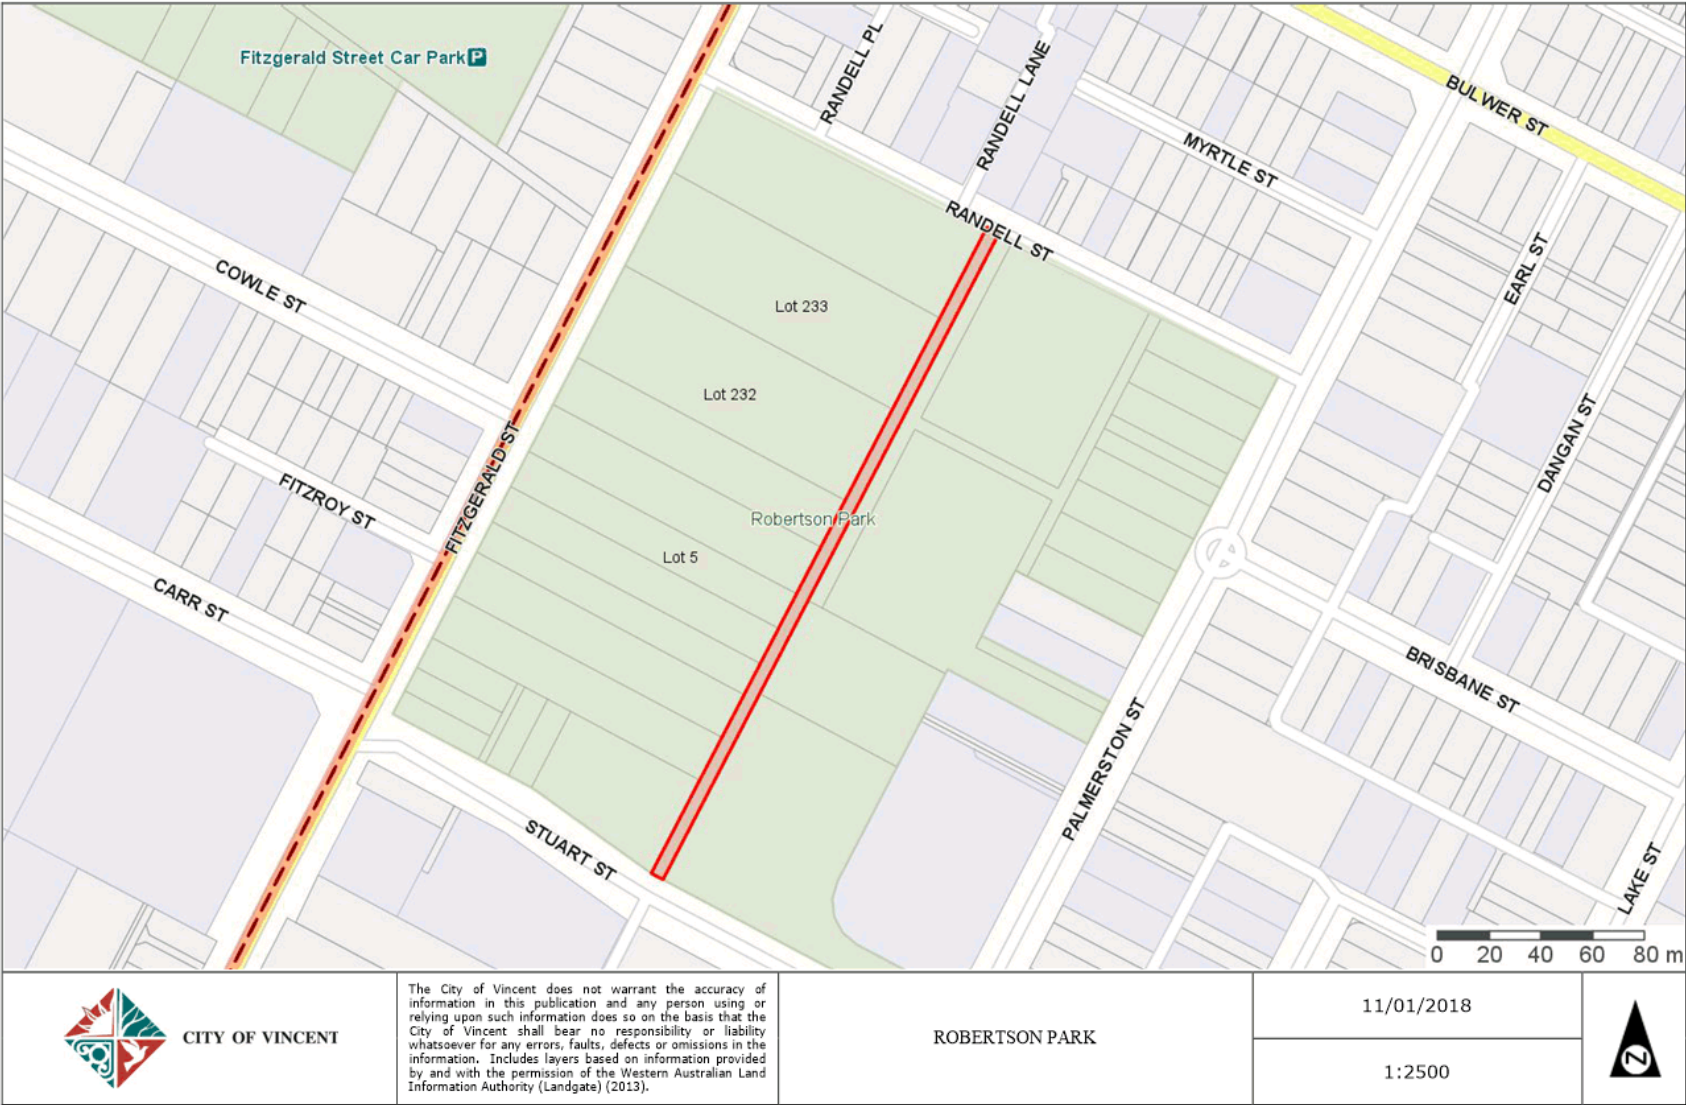 Fitzgerald Street Car Park P
RANDELL PL
RANDELL LANE
BULWER ST
MYRTLE ST
RANDELL ST
EARL ST
COWLE ST
Lot 233
Lot 232
DANGAN ST
FITZGERALD ST
FITZROY ST
Robertson Park
Lot 5
CARR ST
BRISBANE ST
PALMERSTON ST
STUART ST
LAKE ST
0 20 40 60 80 m
CITY OF VINCENT
The City of Vincent does not warrant the accuracy of
information in this publication and any person using or
relying upon such information does so on the basis that the
City of Vincent shall bear no responsibility or liability
whatsoever for any errors, faults, defects or omissions in the
information. Includes layers based on information provided
by and with the permission of the Western Australian Land
Information Authority (Landgate) (2013).
ROBERTSON PARK
11/01/2018
1:2500
N